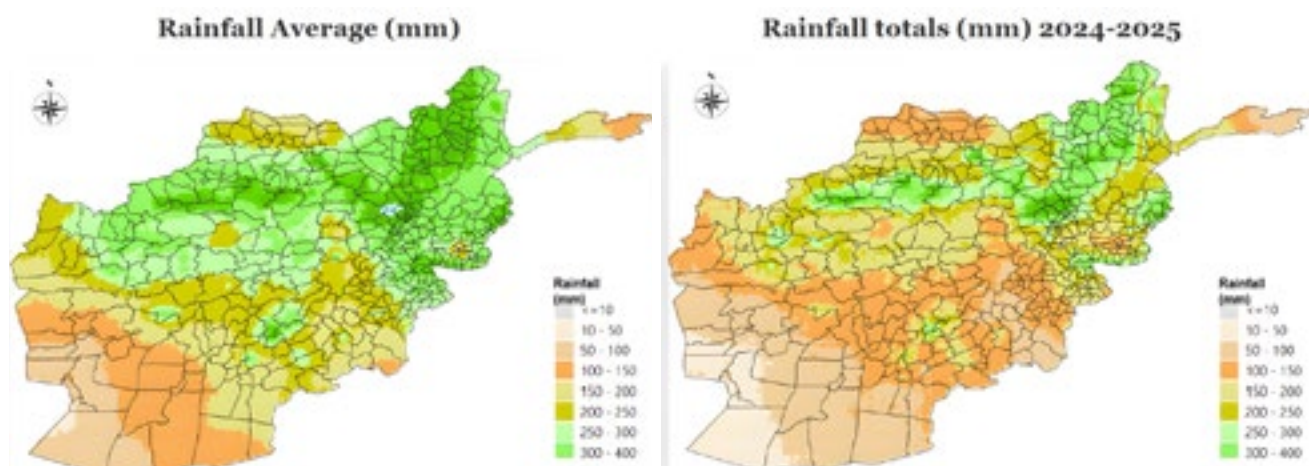 Rainfall Average (mm)
Rainfall
(mm)
<=10
10 - 50
50 - 100
100 - 150
150 - 200
200 - 250
250 - 300
300 - 400
Rainfall totals (mm) 2024-2025
Rainfall
(mm)
<=10
10 - 50
50 - 100
100 - 150
150 - 200
200 - 250
250 - 300
300 - 400